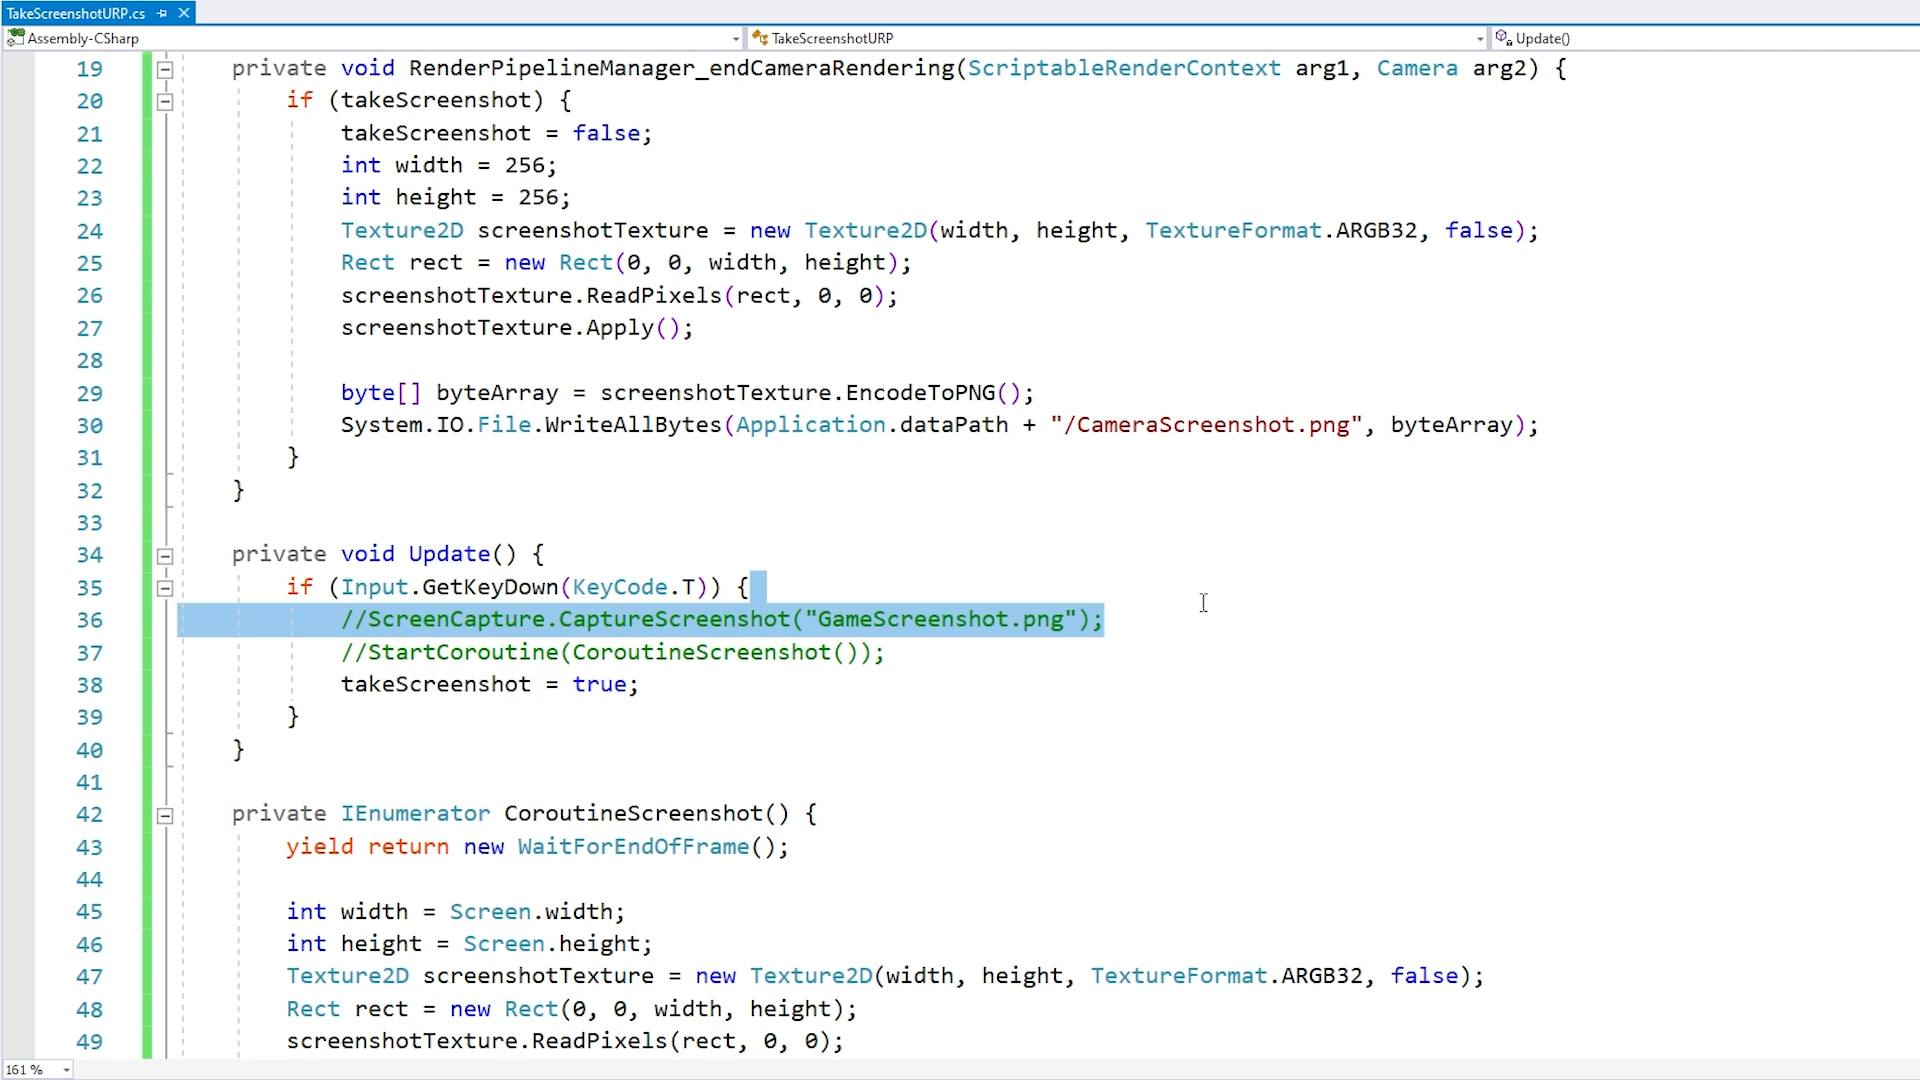 TakeScreenshotURP.cs
Assembly-CSharp TakeScreenshotURP Update()
19 private void RenderPipelineManager_endCameraRendering(ScriptableRenderContext arg1, Camera arg2) {
20 if (takeScreenshot) {
21 takeScreenshot = false;
22 int width = 256;
23 int height = 256;
24 Texture2D screenshotTexture = new Texture2D(width, height, TextureFormat.ARGB32, false);
25 Rect rect = new Rect(0, 0, width, height);
26 screenshotTexture.ReadPixels(rect, 0, 0);
27 screenshotTexture.Apply();
28
29 byte[] byteArray = screenshotTexture.EncodeToPNG();
30 System.IO.File.WriteAllBytes(Application.dataPath + "/CameraScreenshot.png", byteArray);
31 }
32 }
33
34 private void Update() {
35 if (Input.GetKeyDown(KeyCode.T)) {
36 //ScreenCapture.CaptureScreenshot("GameScreenshot.png");
37 //StartCoroutine(CoroutineScreenshot());
38 takeScreenshot = true;
39 }
40 }
41
42 private IEnumerator CoroutineScreenshot() {
43 yield return new WaitForEndOfFrame();
44
45 int width = Screen.width;
46 int height = Screen.height;
47 Texture2D screenshotTexture = new Texture2D(width, height, TextureFormat.ARGB32, false);
48 Rect rect = new Rect(0, 0, width, height);
49 screenshotTexture.ReadPixels(rect, 0, 0);
161 %